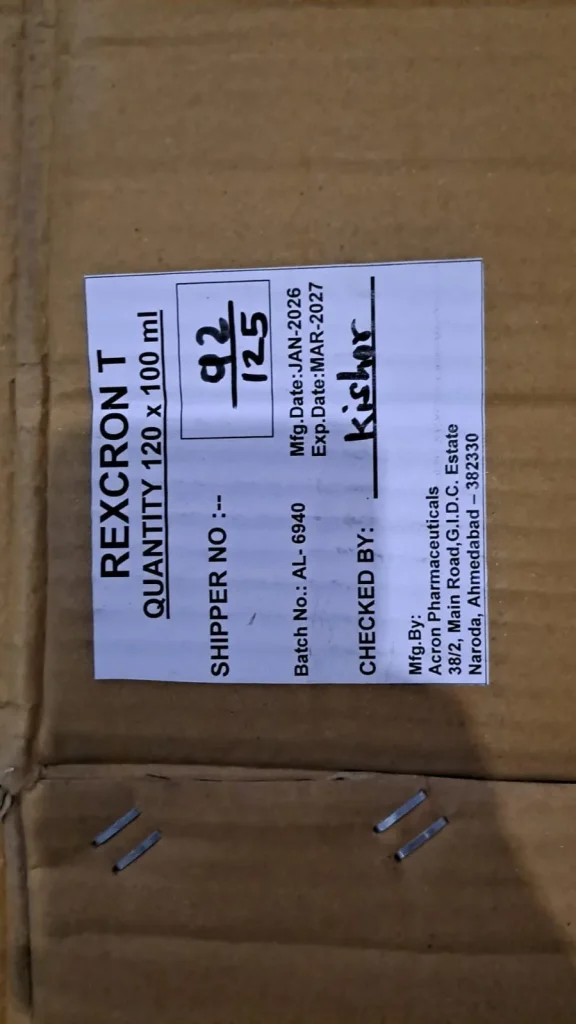 REXCRON T
QUANTITY 120 x 100 ml
SHIPPER NO :-- 92/125
Batch No.: AL- 6940 Mfg.Date:JAN-2026
Exp.Date:MAR-2027
CHECKED BY: Kishor
Mfg.By:
Acron Pharmaceuticals
38/2, Main Road,G.I.D.C. Estate
Naroda, Ahmedabad – 382330